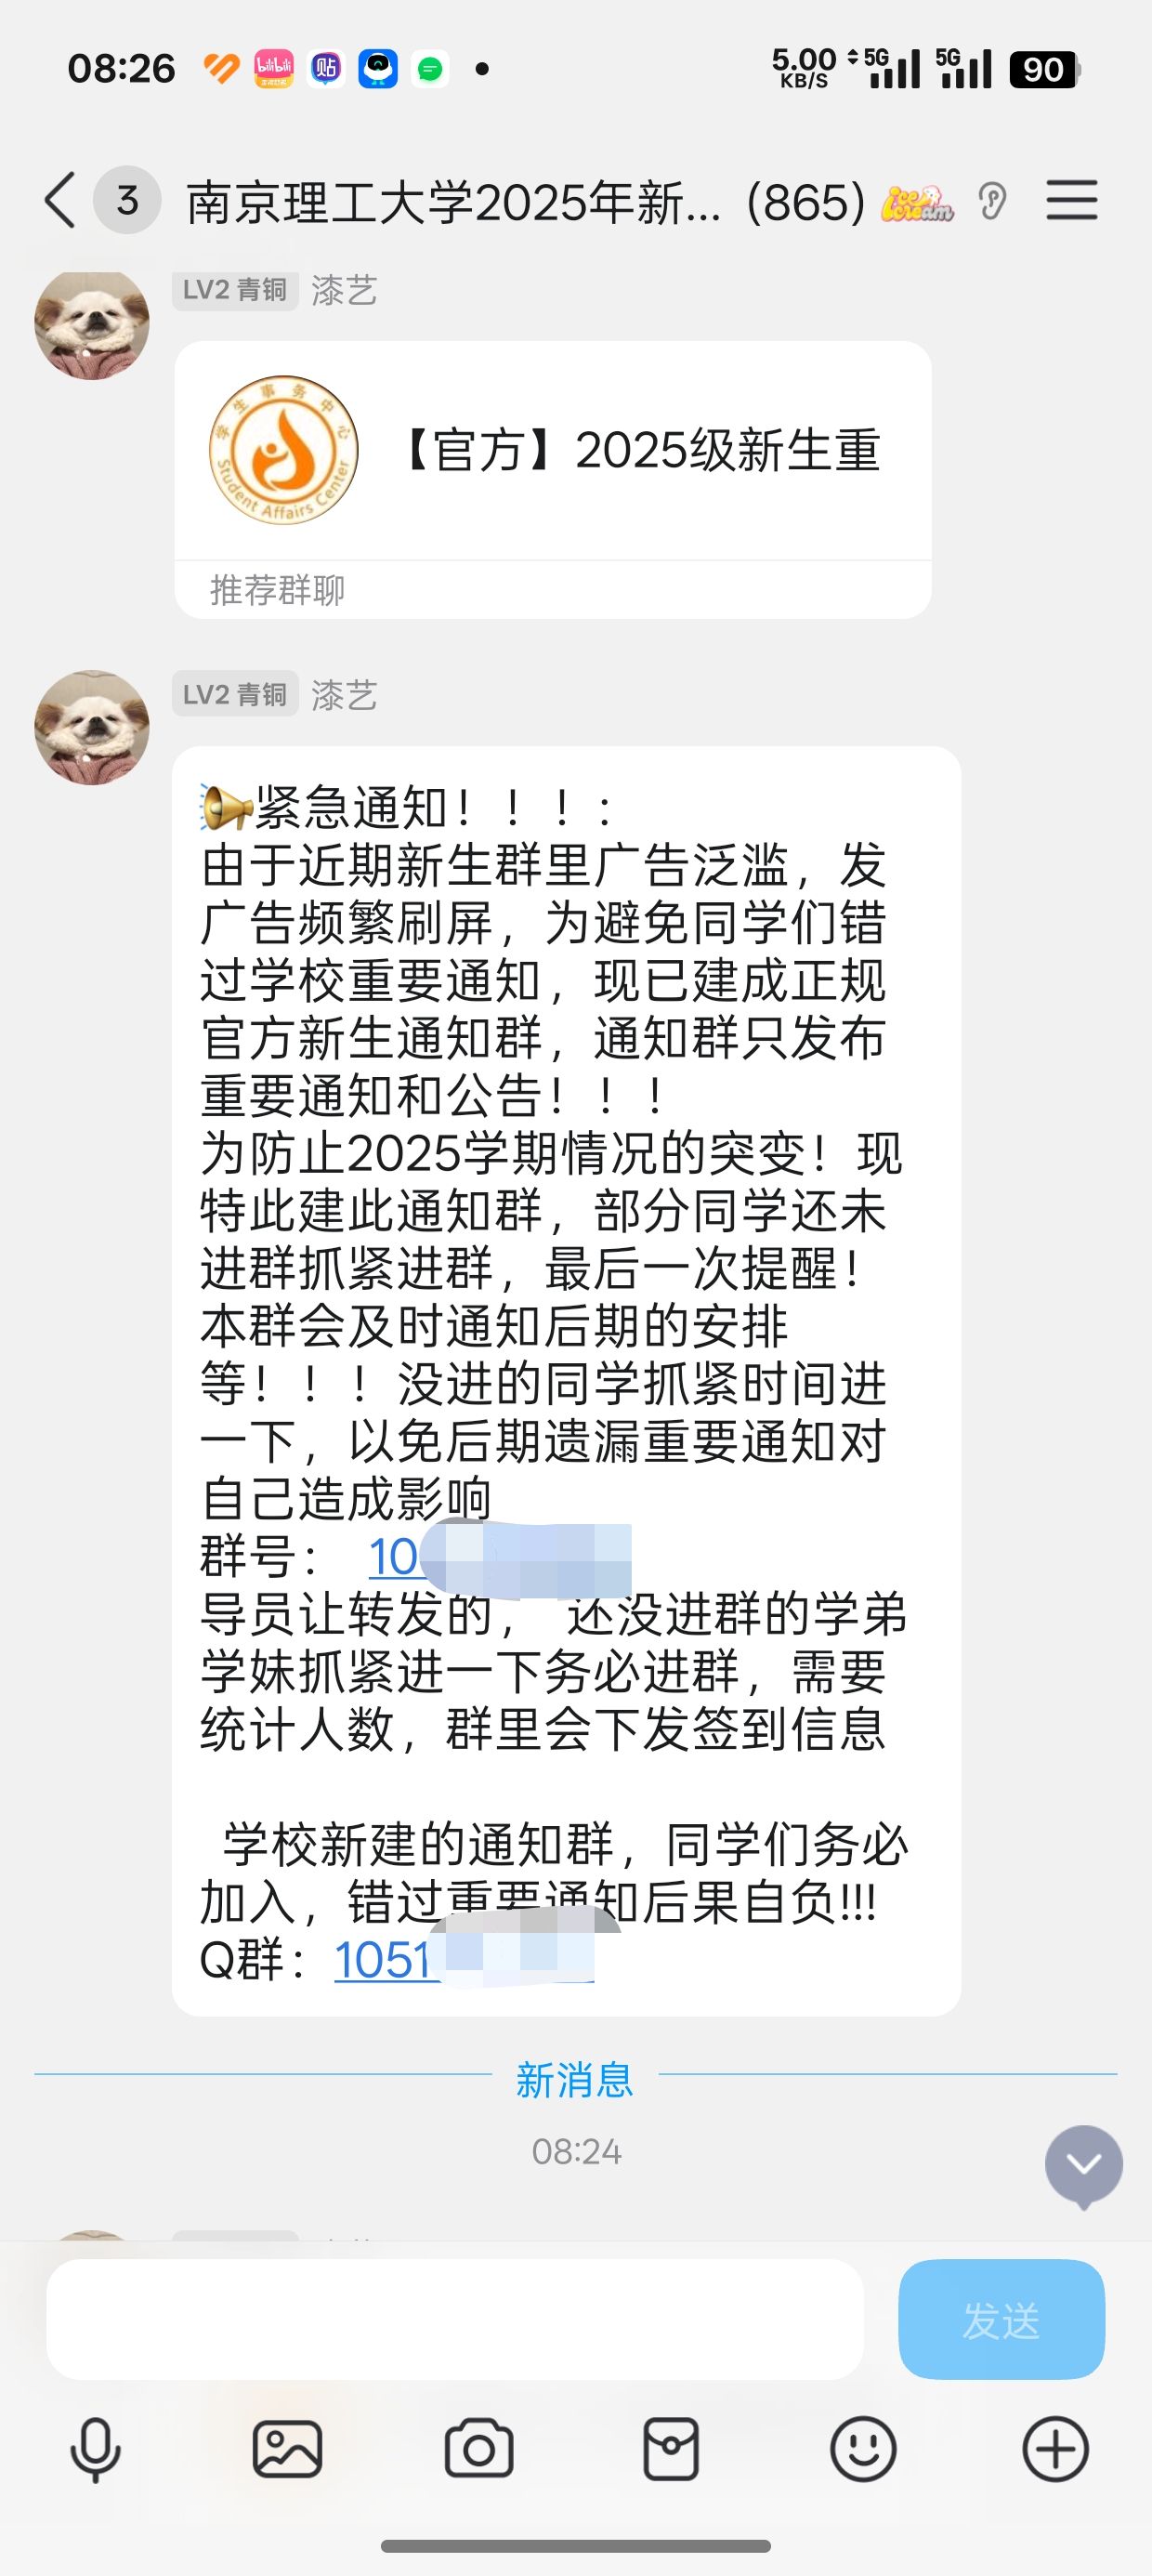 08:26
bilibili
贴
5.00
KB/S
5G
5G
90
3
南京理工大学2025年新... (865)
ice cream
LV2 青铜 漆艺
学生事务中心
Student Affairs Center
【官方】2025级新生重
推荐群聊
LV2 青铜 漆艺
紧急通知！！！：
由于近期新生群里广告泛滥，发
广告频繁刷屏，为避免同学们错
过学校重要通知，现已建成正规
官方新生通知群，通知群只发布
重要通知和公告！！！
为防止2025学期情况的突变！现
特此建此通知群，部分同学还未
进群抓紧进群，最后一次提醒！
本群会及时通知后期的安排
等！！！没进的同学抓紧时间进
一下，以免后期遗漏重要通知对
自己造成影响
群号： 10
导员让转发的， 还没进群的学弟
学妹抓紧进一下务必进群，需要
统计人数，群里会下发签到信息
学校新建的通知群，同学们务必
加入，错过重要通知后果自负!!!
Q群：1051
新消息
08:24
发送